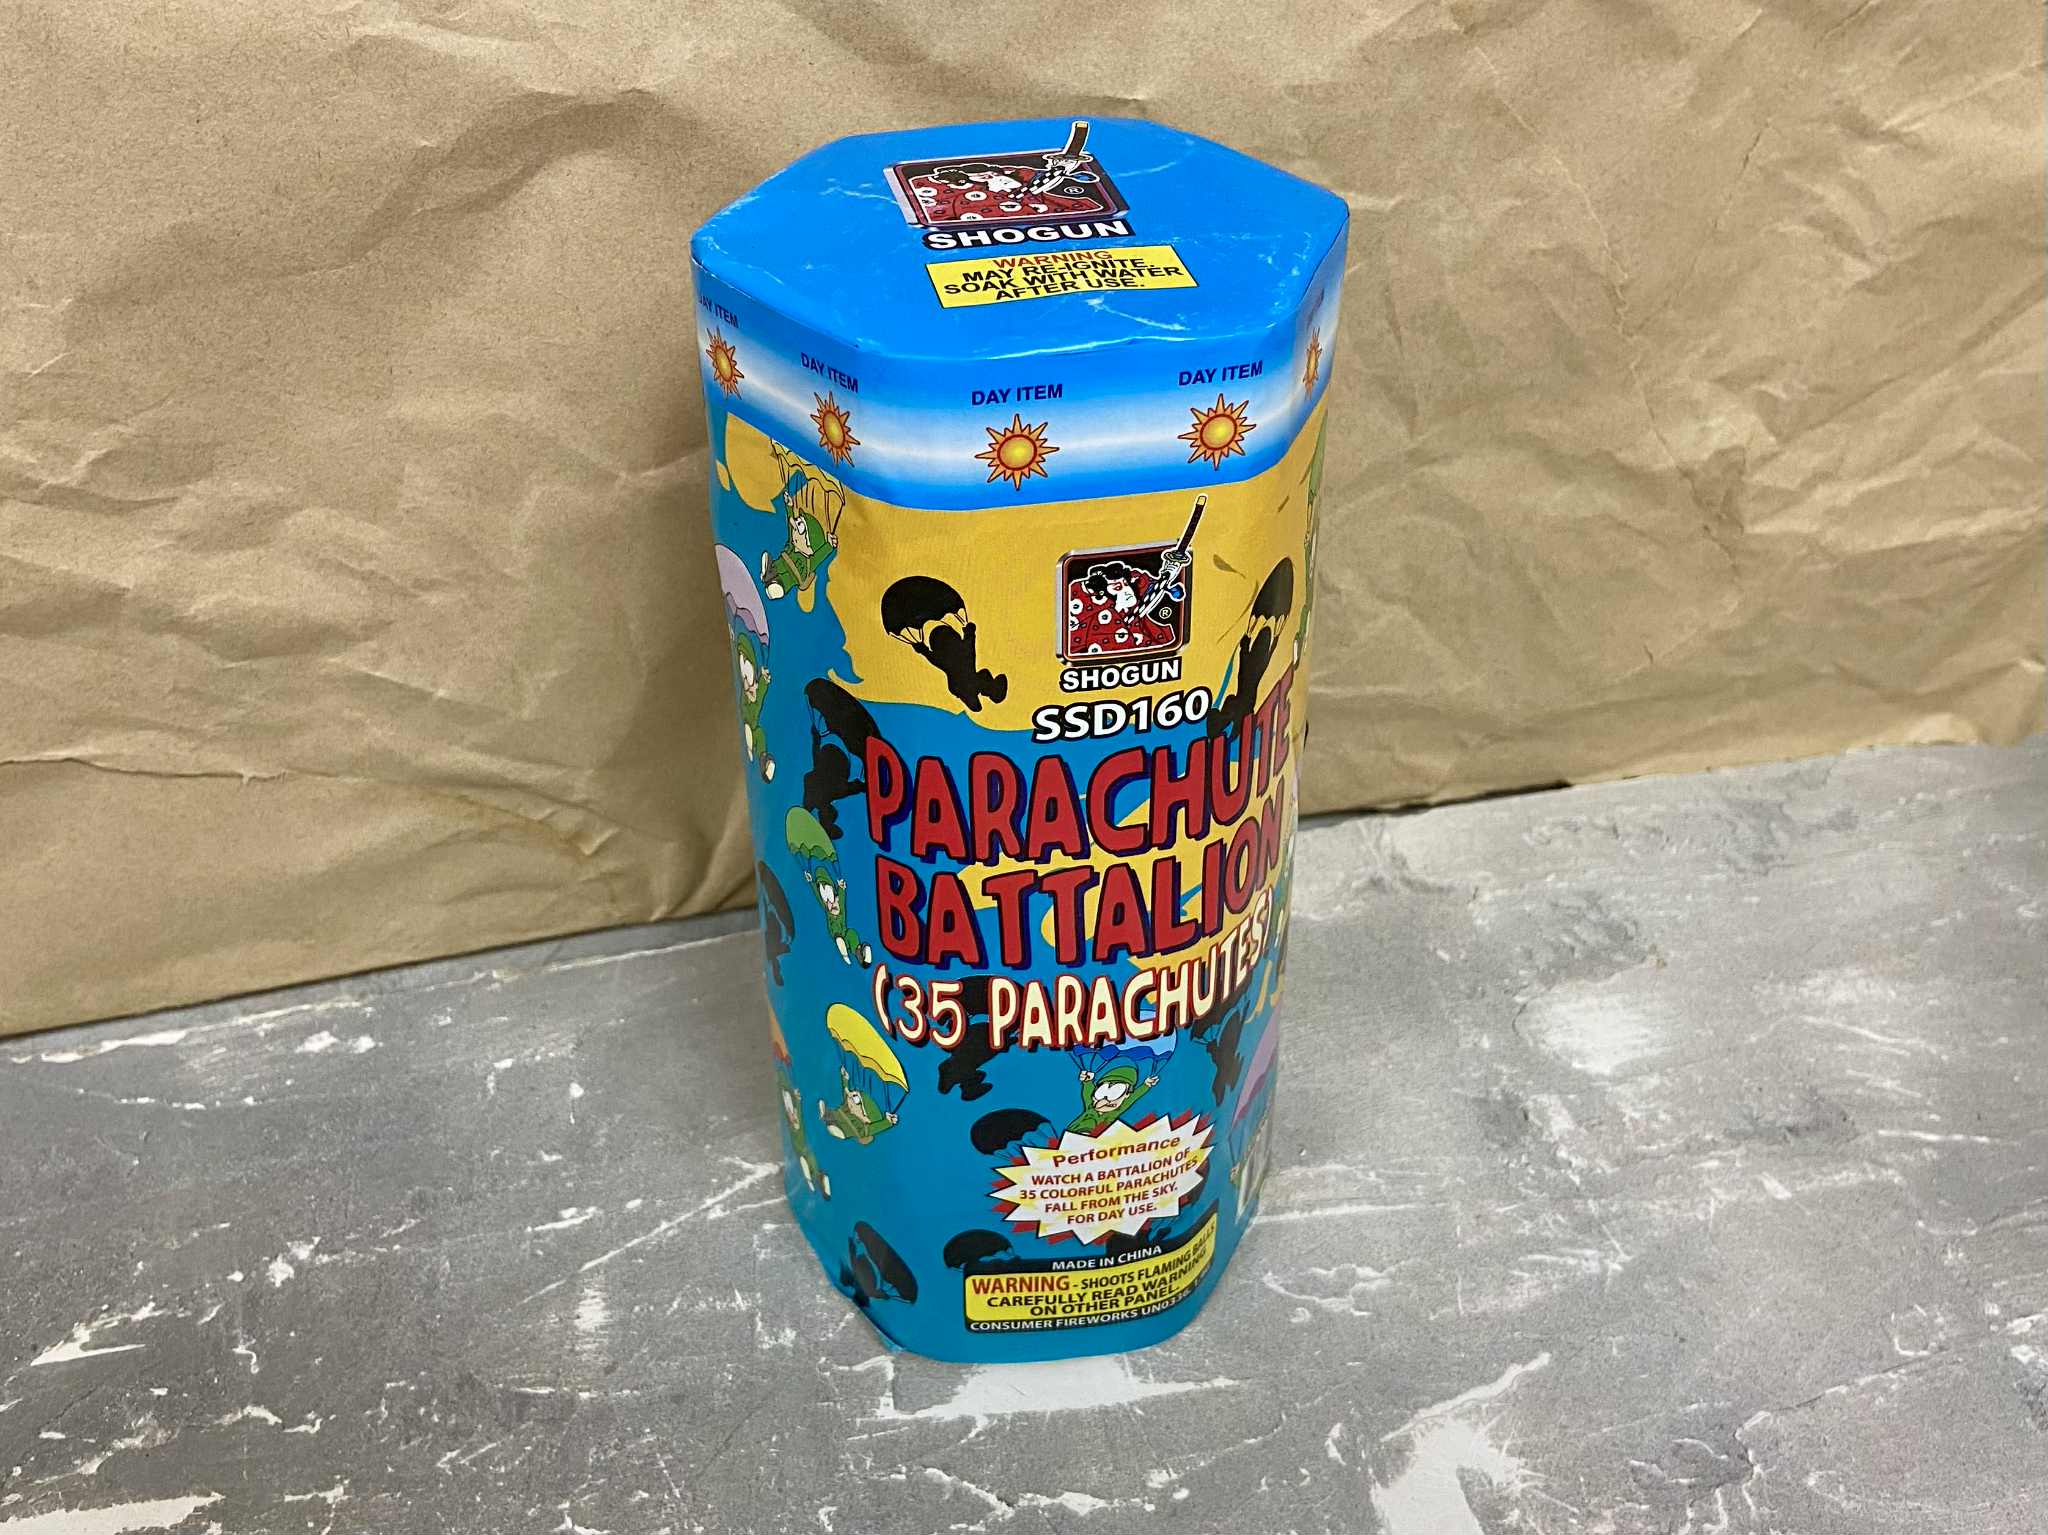 ®
SHOGUN
WARNING
MAY RE-IGNITE.
SOAK WITH WATER
AFTER USE.
DAY ITEM
DAY ITEM
DAY ITEM
DAY ITEM
®
SHOGUN
SSD160
PARACHUTE
BATTALION
(35 PARACHUTES)
Performance
WATCH A BATTALION OF
35 COLORFUL PARACHUTES
FALL FROM THE SKY.
FOR DAY USE.
MADE IN CHINA
WARNING - SHOOTS FLAMING BALLS
CAREFULLY READ WARNING
ON OTHER PANEL.
CONSUMER FIREWORKS UN0336,